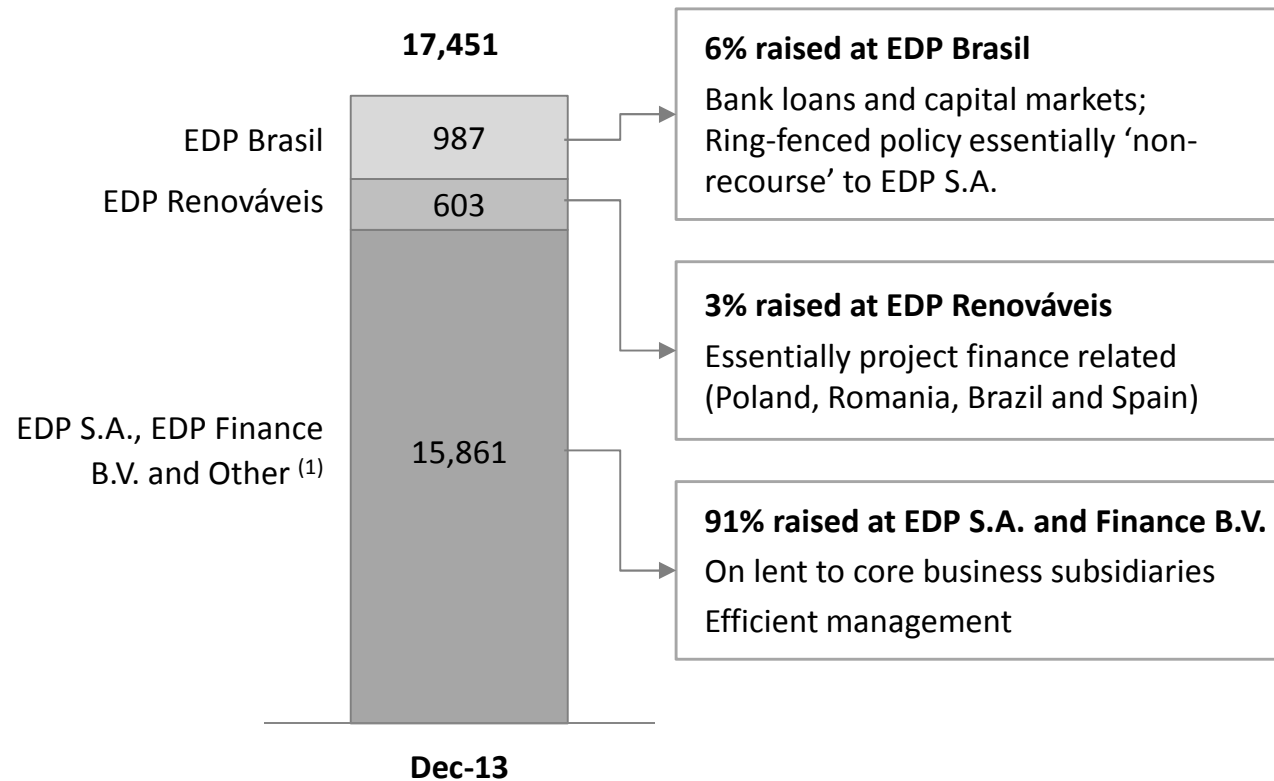 17,451
EDP Brasil
987
EDP Renováveis
603
EDP S.A., EDP Finance
B.V. and Other (1)
15,861
Dec-13
6% raised at EDP Brasil
Bank loans and capital markets;
Ring-fenced policy essentially ‘non-
recourse’ to EDP S.A.
3% raised at EDP Renováveis
Essentially project finance related
(Poland, Romania, Brazil and Spain)
91% raised at EDP S.A. and Finance B.V.
On lent to core business subsidiaries
Efficient management